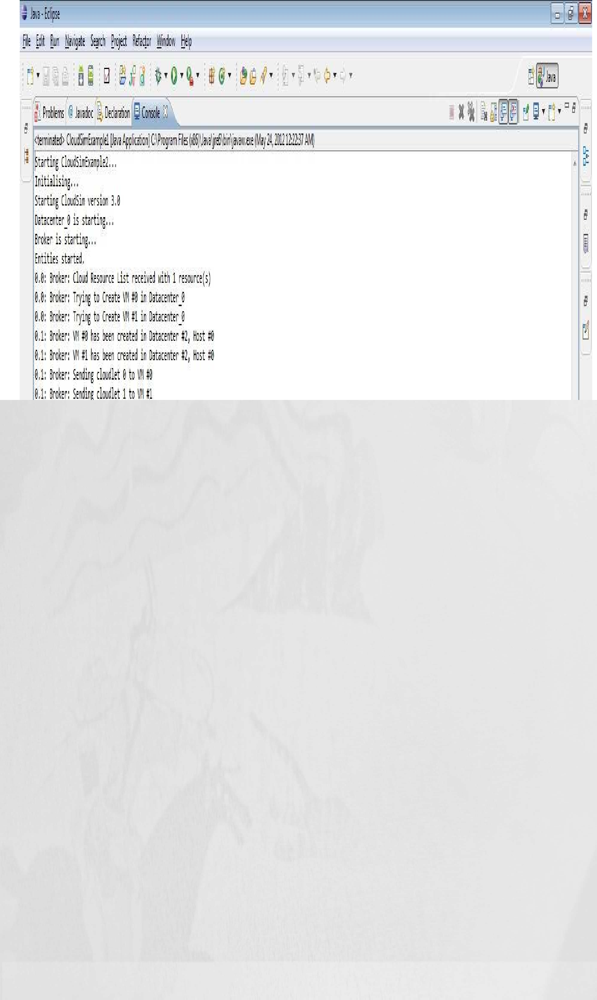 Java - Eclipse
File Edit Run Navigate Search Project Refactor Window Help
Java
Problems @ Javadoc Declaration Console
<terminated> CloudSimExample1 [Java Application] C:\Program Files (x86)\Java\jre6\bin\javaw.exe (May 24, 2012 12:22:37 AM)
Starting CloudSimExample2...
Initialising...
Starting CloudSim version 3.0
Datacenter_0 is starting...
Broker is starting...
Entities started.
0.0: Broker: Cloud Resource List received with 1 resource(s)
0.0: Broker: Trying to Create VM #0 in Datacenter_0
0.0: Broker: Trying to Create VM #1 in Datacenter_0
0.1: Broker: VM #0 has been created in Datacenter #2, Host #0
0.1: Broker: VM #1 has been created in Datacenter #2, Host #0
0.1: Broker: Sending cloudlet 0 to VM #0
0.1: Broker: Sending cloudlet 1 to VM #1